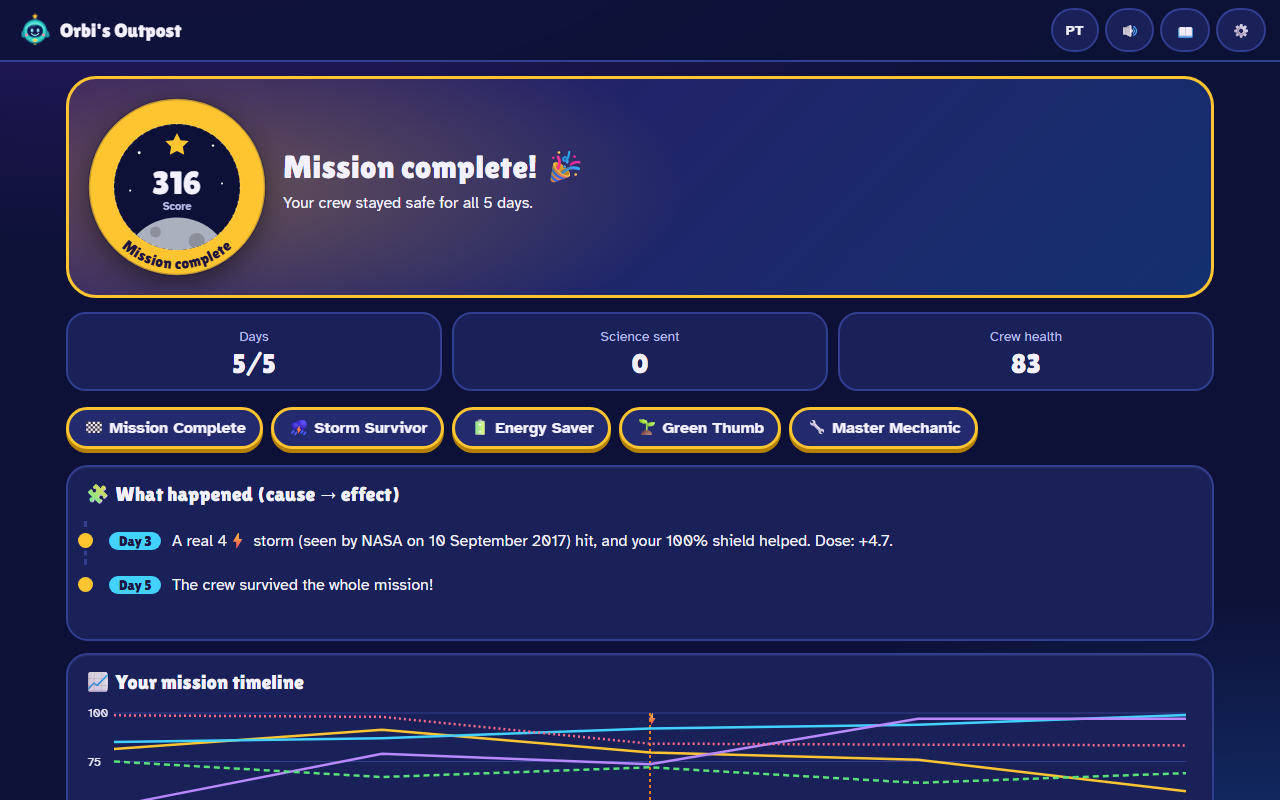 Orbi's Outpost
PT
316
Score
Mission complete
Mission complete! 🎉
Your crew stayed safe for all 5 days.
Days
5/5
Science sent
0
Crew health
83
🏁 Mission Complete
⛈️ Storm Survivor
🔋 Energy Saver
🌱 Green Thumb
🔧 Master Mechanic
🧩 What happened (cause → effect)
Day 3 A real 4⚡ storm (seen by NASA on 10 September 2017) hit, and your 100% shield helped. Dose: +4.7.
Day 5 The crew survived the whole mission!
📈 Your mission timeline
100
75